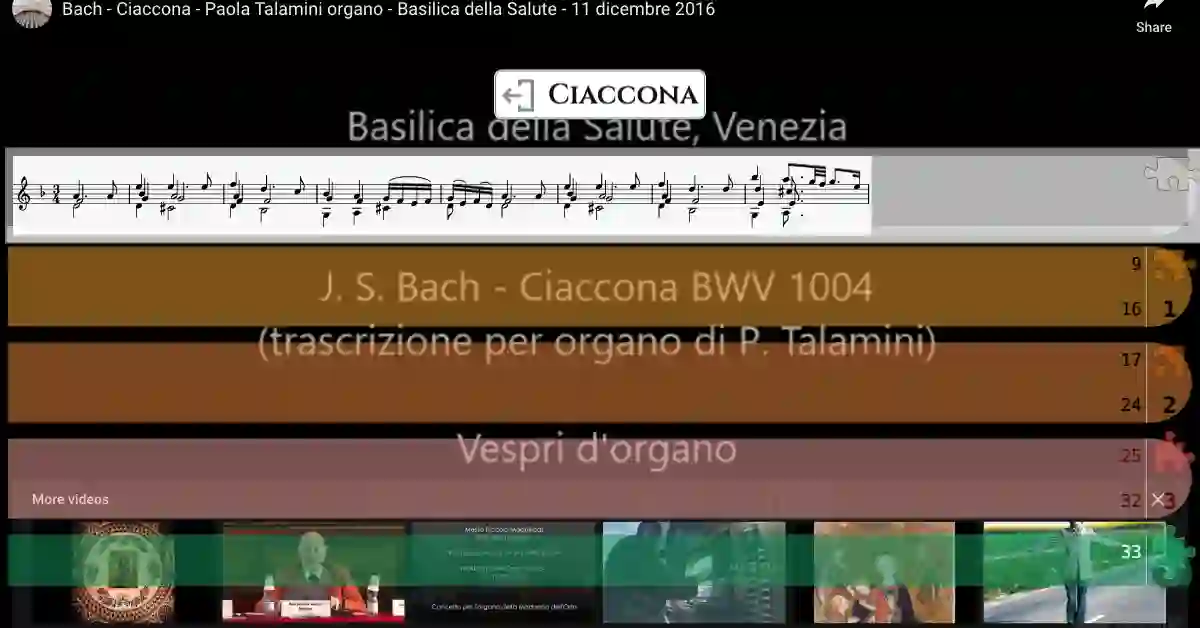 Bach - Ciaccona - Paola Talamini organo - Basilica della Salute - 11 dicembre 2016
Share
CIACCONA
Basilica della Salute, Venezia
9
J. S. Bach - Ciaccona BWV 1004
16 1
(trascrizione per organo di P. Talamini)
17
24 2
Vespri d'organo
25
More videos
32 3
33
Concerto per l'organo della Madonna dell'Orto